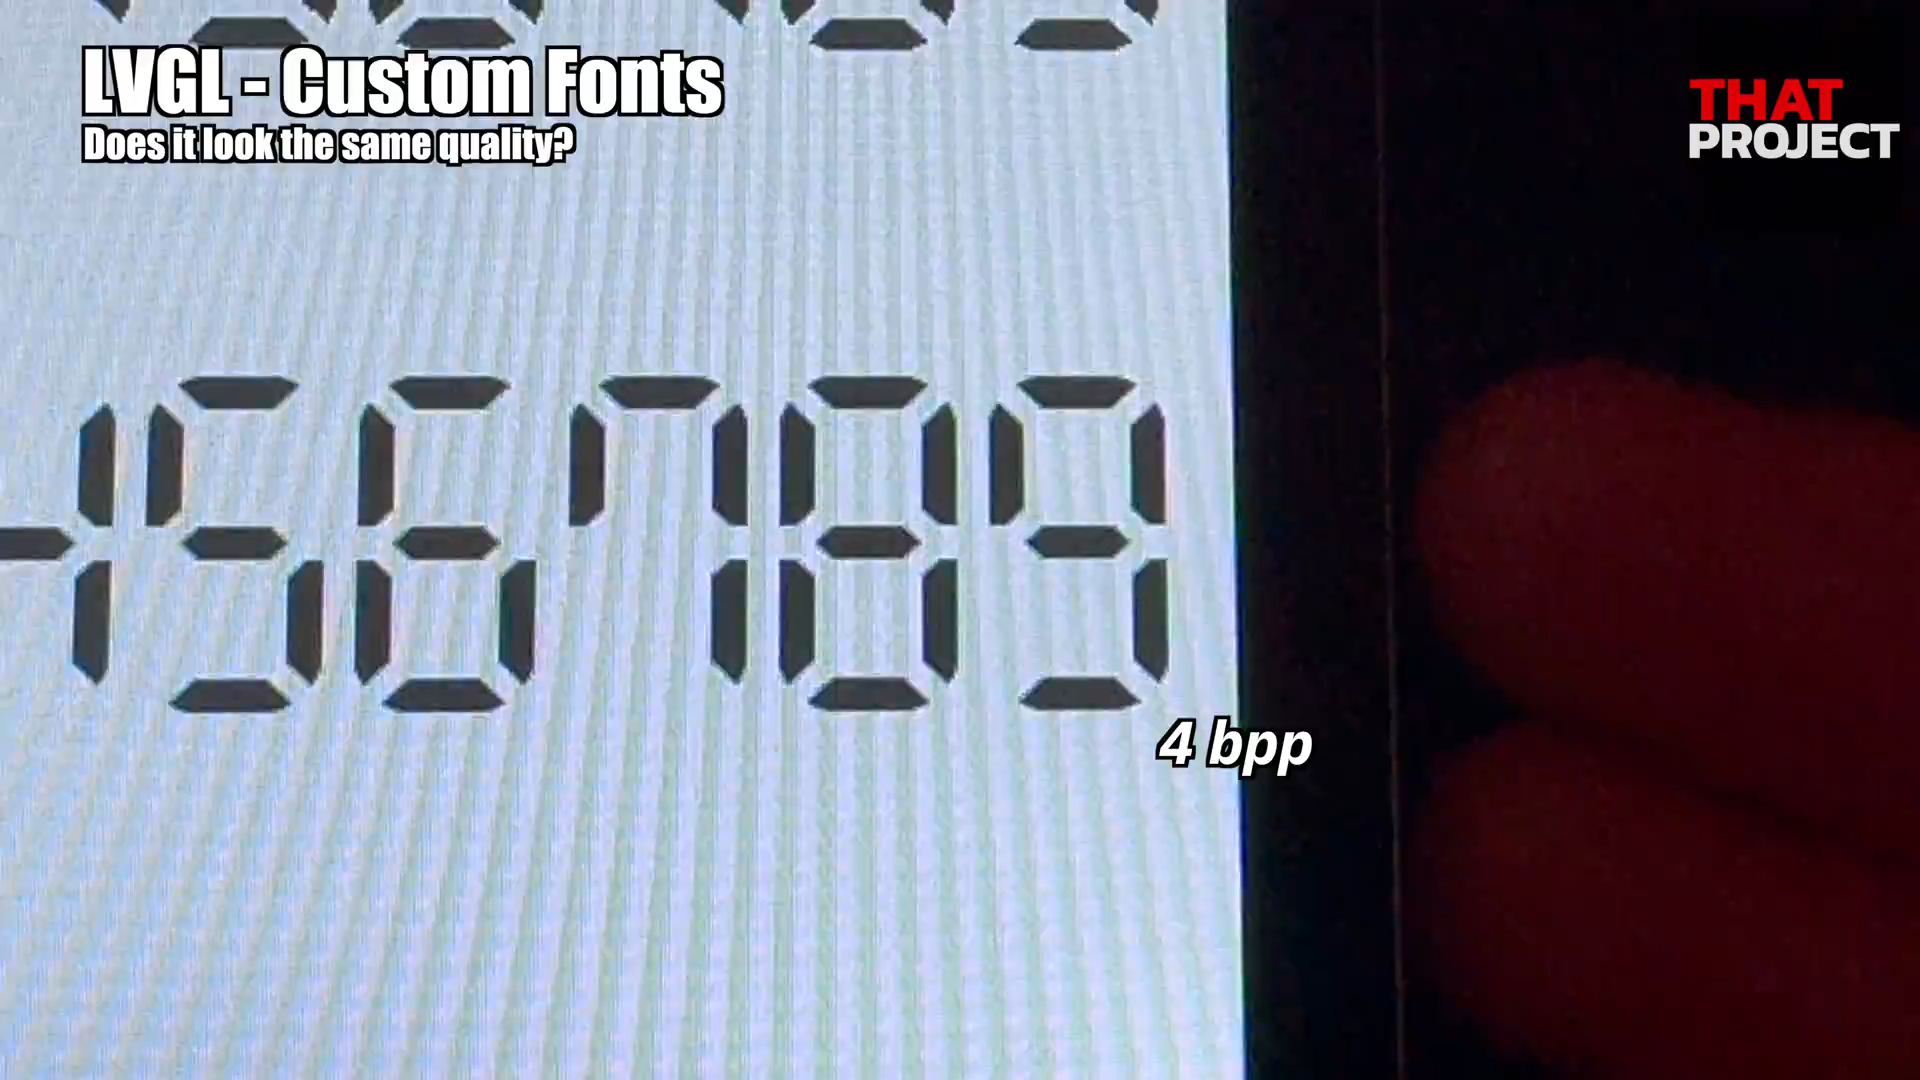 LVGL - Custom Fonts
Does it look the same quality?
THAT
PROJECT
456789
4 bpp